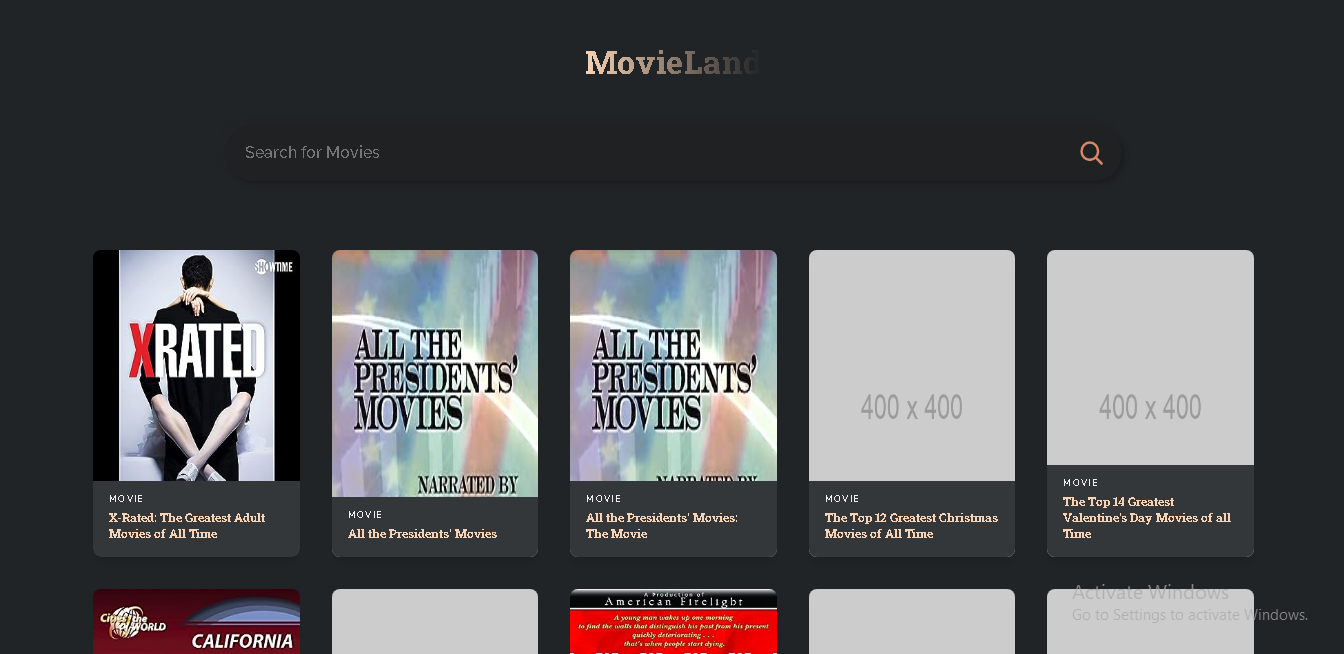 MovieLand
Search for Movies
SHOWTIME
XRATED
MOVIE
X-Rated: The Greatest Adult
Movies of All Time
ALL THE
PRESIDENTS'
MOVIES
NARRATED BY
MOVIE
All the Presidents' Movies
ALL THE
PRESIDENTS'
MOVIES
NARRATED BY
MOVIE
All the Presidents' Movies:
The Movie
400 x 400
MOVIE
The Top 12 Greatest Christmas
Movies of All Time
400 x 400
MOVIE
The Top 14 Greatest
Valentine's Day Movies of all
Time
Cities of the
WORLD
CALIFORNIA
A Production of
American Firelight
A young man wakes up one morning
to find the walls that distinguish his past from his present
quickly deteriorating . . .
that's when people start dying.
Activate Windows
Go to Settings to activate Windows.